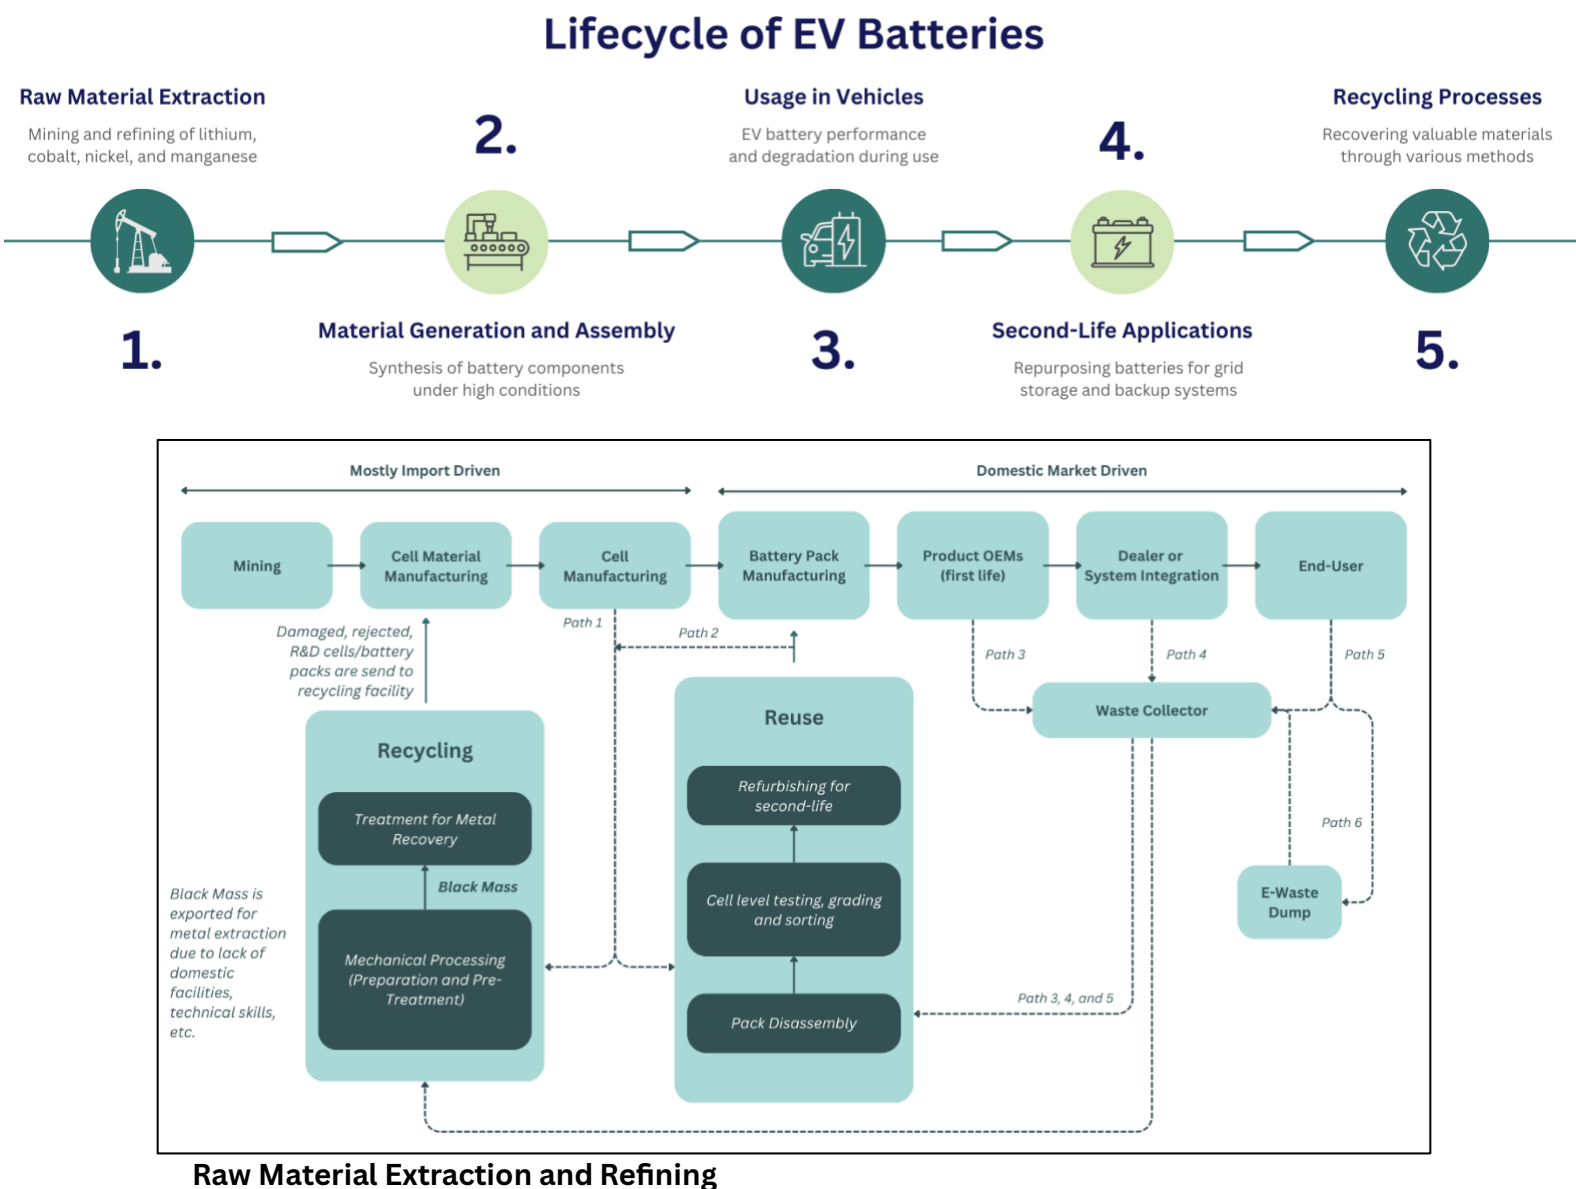 Lifecycle of EV Batteries
Raw Material Extraction
Mining and refining of lithium,
cobalt, nickel, and manganese
1.
2.
Material Generation and Assembly
Synthesis of battery components
under high conditions
Usage in Vehicles
EV battery performance
and degradation during use
3.
4.
Second-Life Applications
Repurposing batteries for grid
storage and backup systems
Recycling Processes
Recovering valuable materials
through various methods
5.
Mostly Import Driven
Domestic Market Driven
Mining
Cell Material
Manufacturing
Cell
Manufacturing
Battery Pack
Manufacturing
Product OEMs
(first life)
Dealer or
System Integration
End-User
Damaged, rejected,
R&D cells/battery
packs are send to
recycling facility
Path 1
Path 2
Path 3
Path 4
Path 5
Waste Collector
Recycling
Treatment for Metal
Recovery
Black Mass
Mechanical Processing
(Preparation and Pre-
Treatment)
Black Mass is
exported for
metal extraction
due to lack of
domestic
facilities,
technical skills,
etc.
Reuse
Refurbishing for
second-life
Cell level testing, grading
and sorting
Pack Disassembly
Path 6
E-Waste
Dump
Path 3, 4, and 5
Raw Material Extraction and Refining